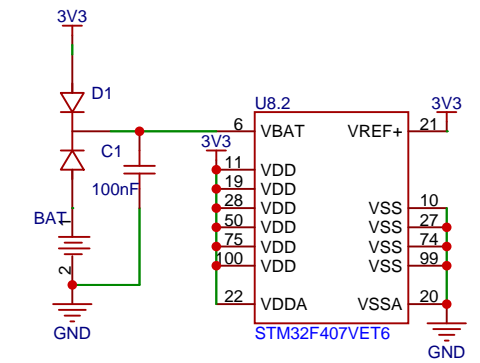 3V3
D1
U8.2
3V3
6 VBAT VREF+ 21
C1
3V3
100nF
11 VDD
19 VDD
28 VDD
50 VDD
75 VDD
100 VDD
22 VDDA
VSS 10
VSS 27
VSS 74
VSS 99
VSSA 20
BAT
1
2
GND
STM32F407VET6
GND